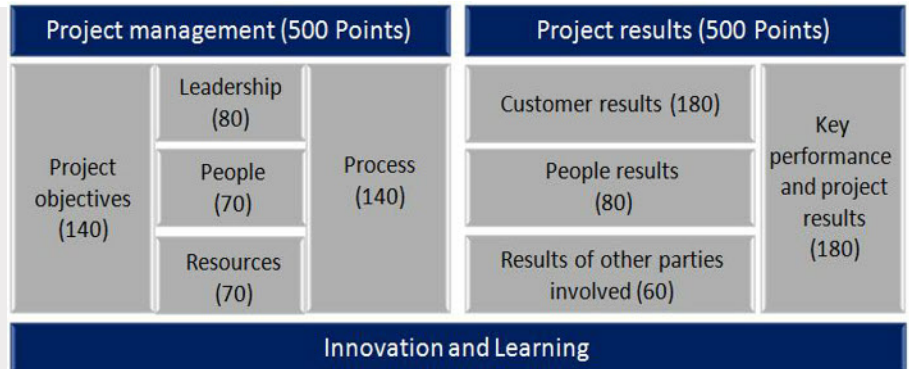 Project management (500 Points)
Project results (500 Points)
Project
objectives
(140)
Leadership
(80)
People
(70)
Resources
(70)
Process
(140)
Customer results (180)
People results
(80)
Results of other parties
involved (60)
Key
performance
and project
results
(180)
Innovation and Learning